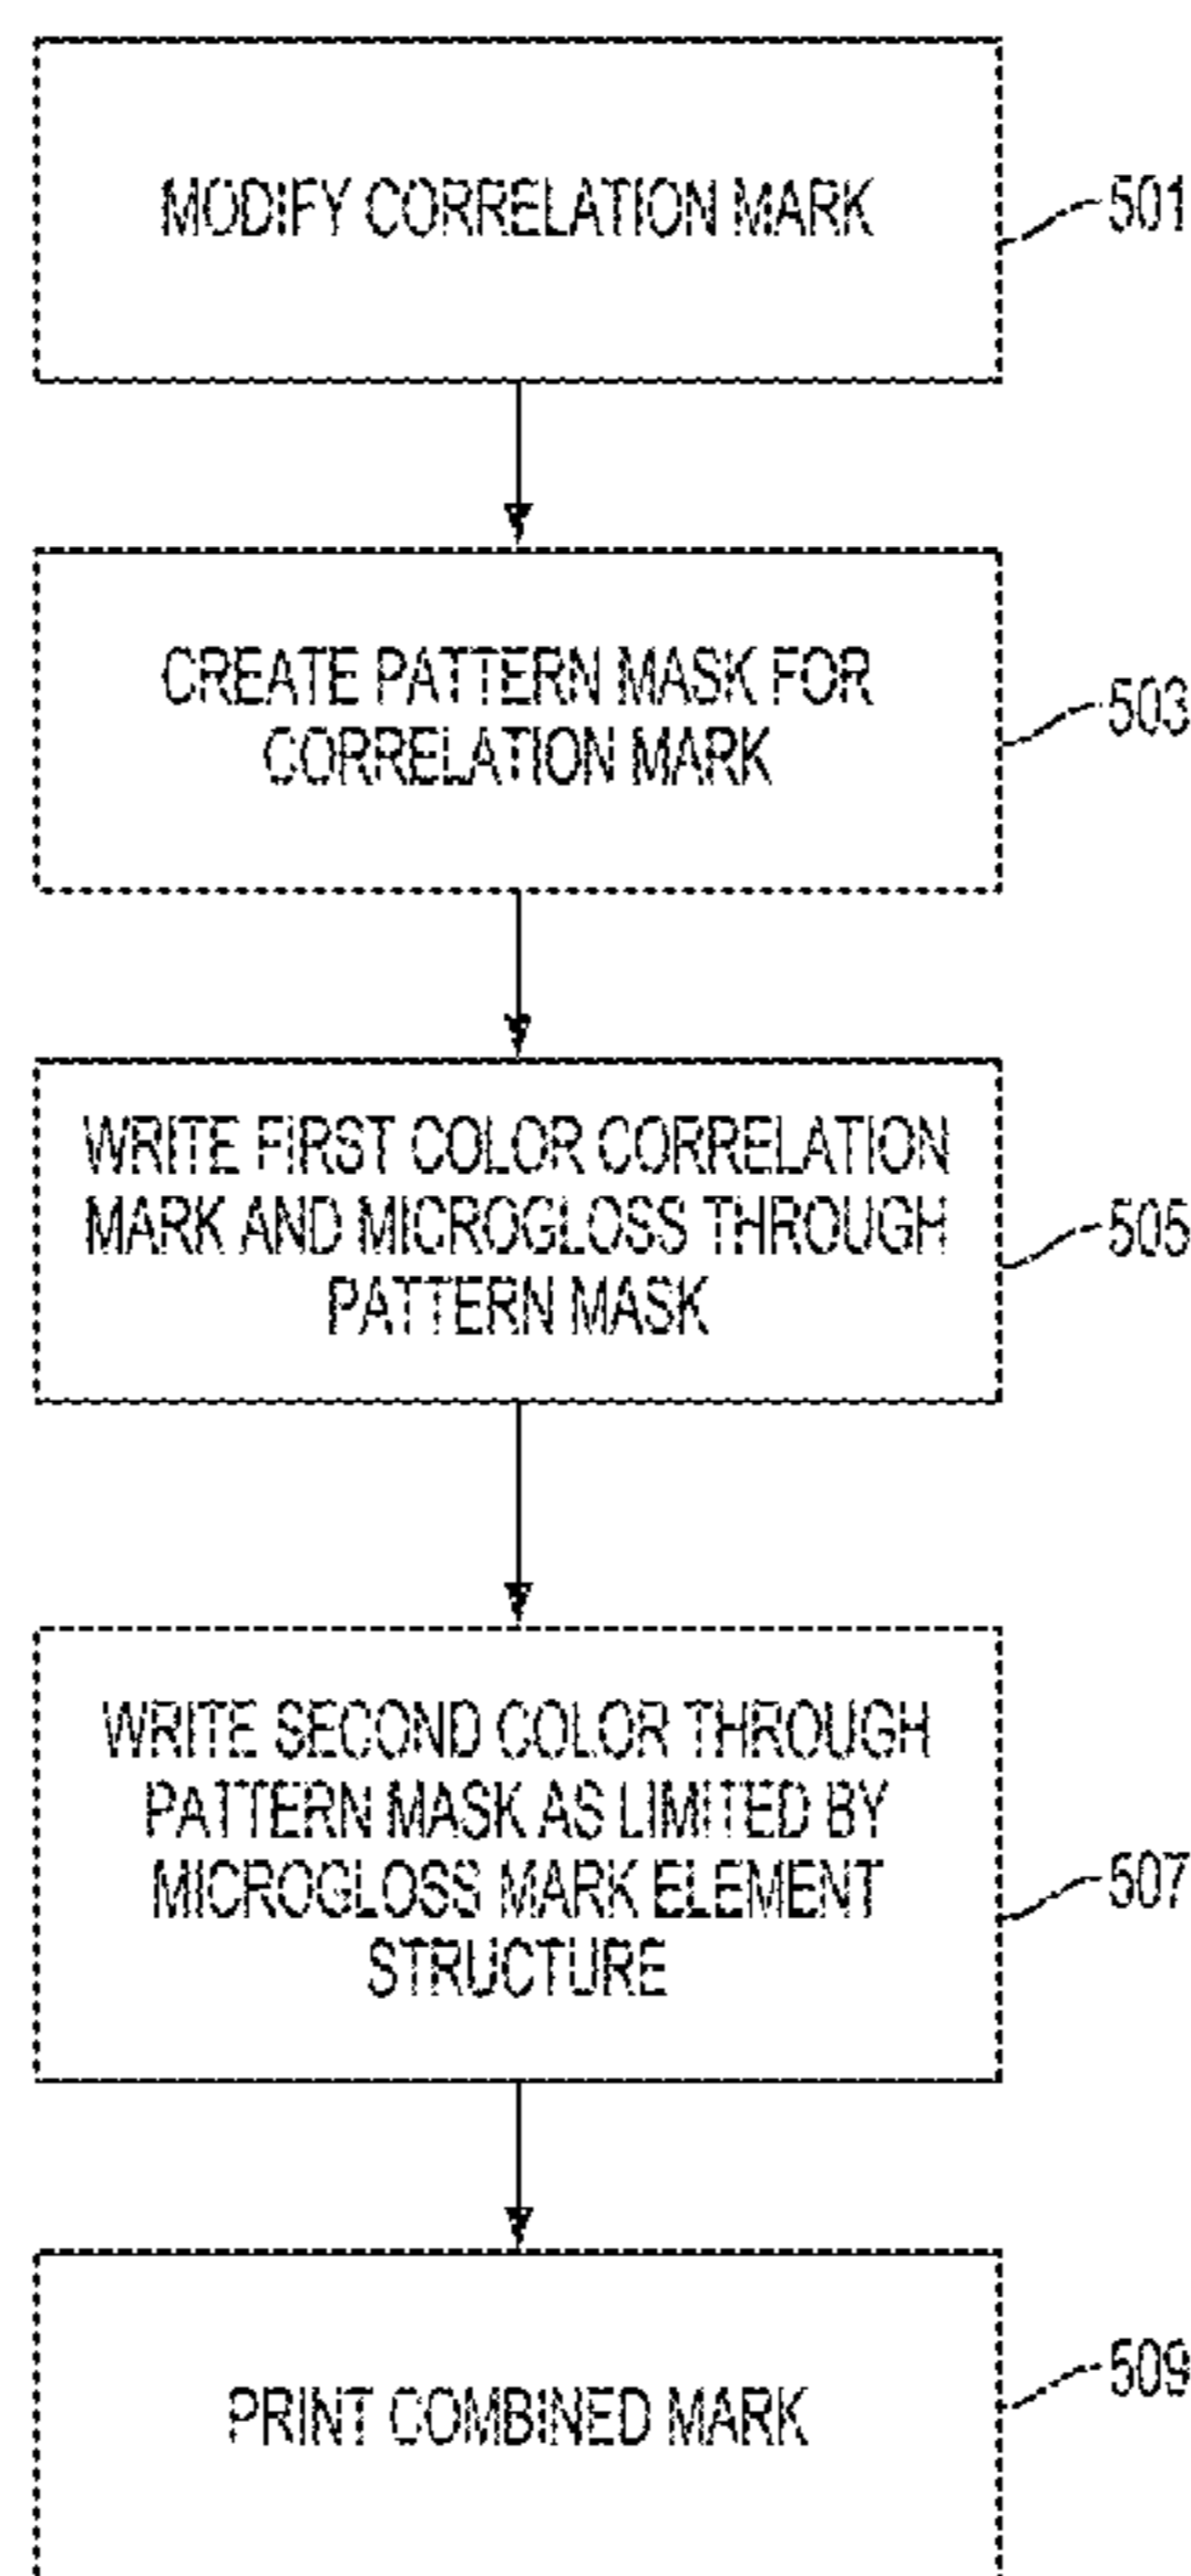 MODIFY CORRELATION MARK
501
CREATE PATTERN MASK FOR
CORRELATION MARK
503
WRITE FIRST COLOR CORRELATION
MARK AND MICROGLOSS THROUGH
PATTERN MASK
505
WRITE SECOND COLOR THROUGH
PATTERN MASK AS LIMITED BY
MICROGLOSS MARK ELEMENT
STRUCTURE
507
PRINT COMBINED MARK
509